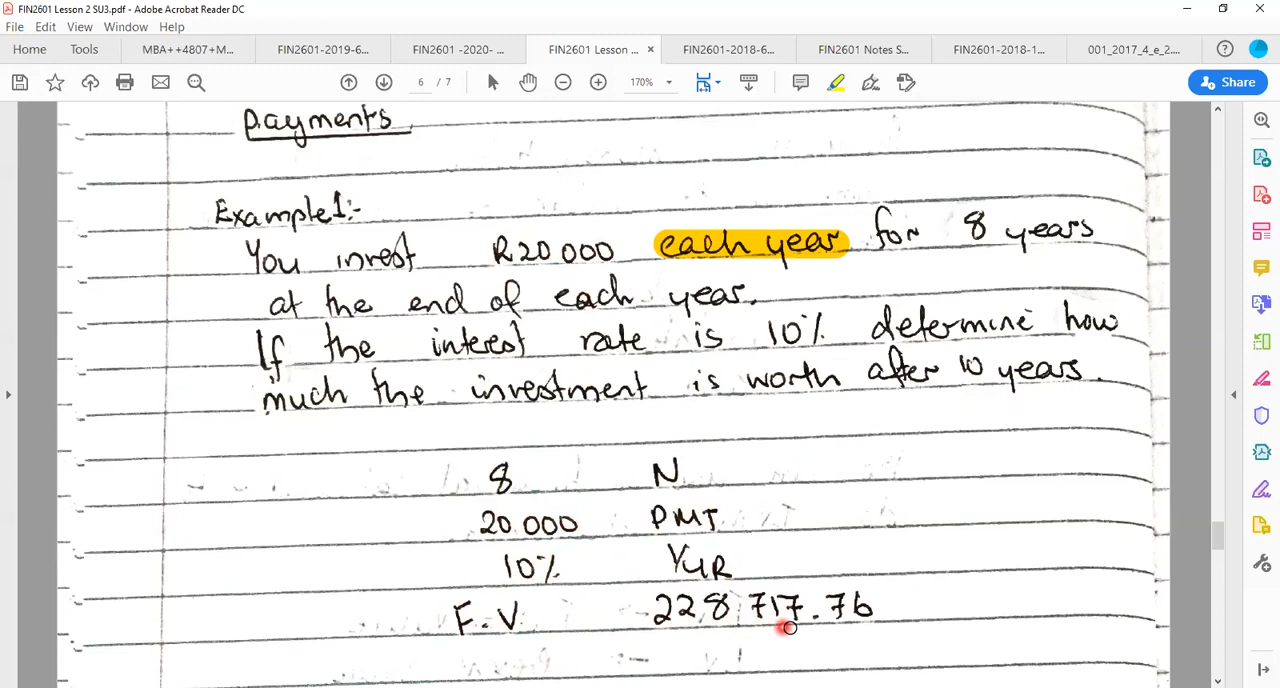 FIN2601 Lesson 2 SU3.pdf - Adobe Acrobat Reader DC
File Edit View Window Help
Home Tools MBA++4807+M... FIN2601-2019-6... FIN2601 -2020- ... FIN2601 Lesson ... × FIN2601-2018-6... FIN2601 Notes S... FIN2601-2018-1... 001_2017_4_e_2....
6 / 7 170% Share
Payments
Example1:-
You invest R20 000 each year for 8 years
at the end of each year.
If the interest rate is 10% determine how
much the investment is worth after 10 years.
8 N
20 000 PMT
10% I/YR
F.V 228 717.76